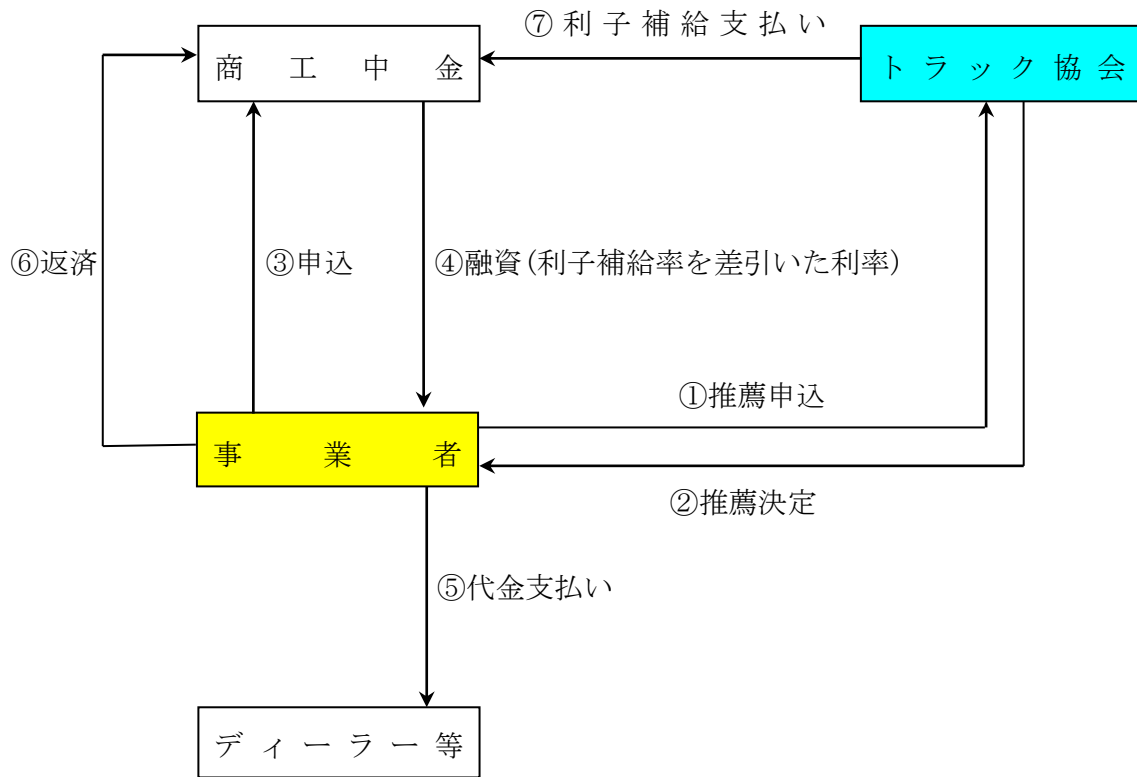 ⑦利子補給支払い
商工中金
トラック協会
⑥返済
③申込
④融資(利子補給率を差引いた利率)
①推薦申込
事業者
②推薦決定
⑤代金支払い
ディーラー等